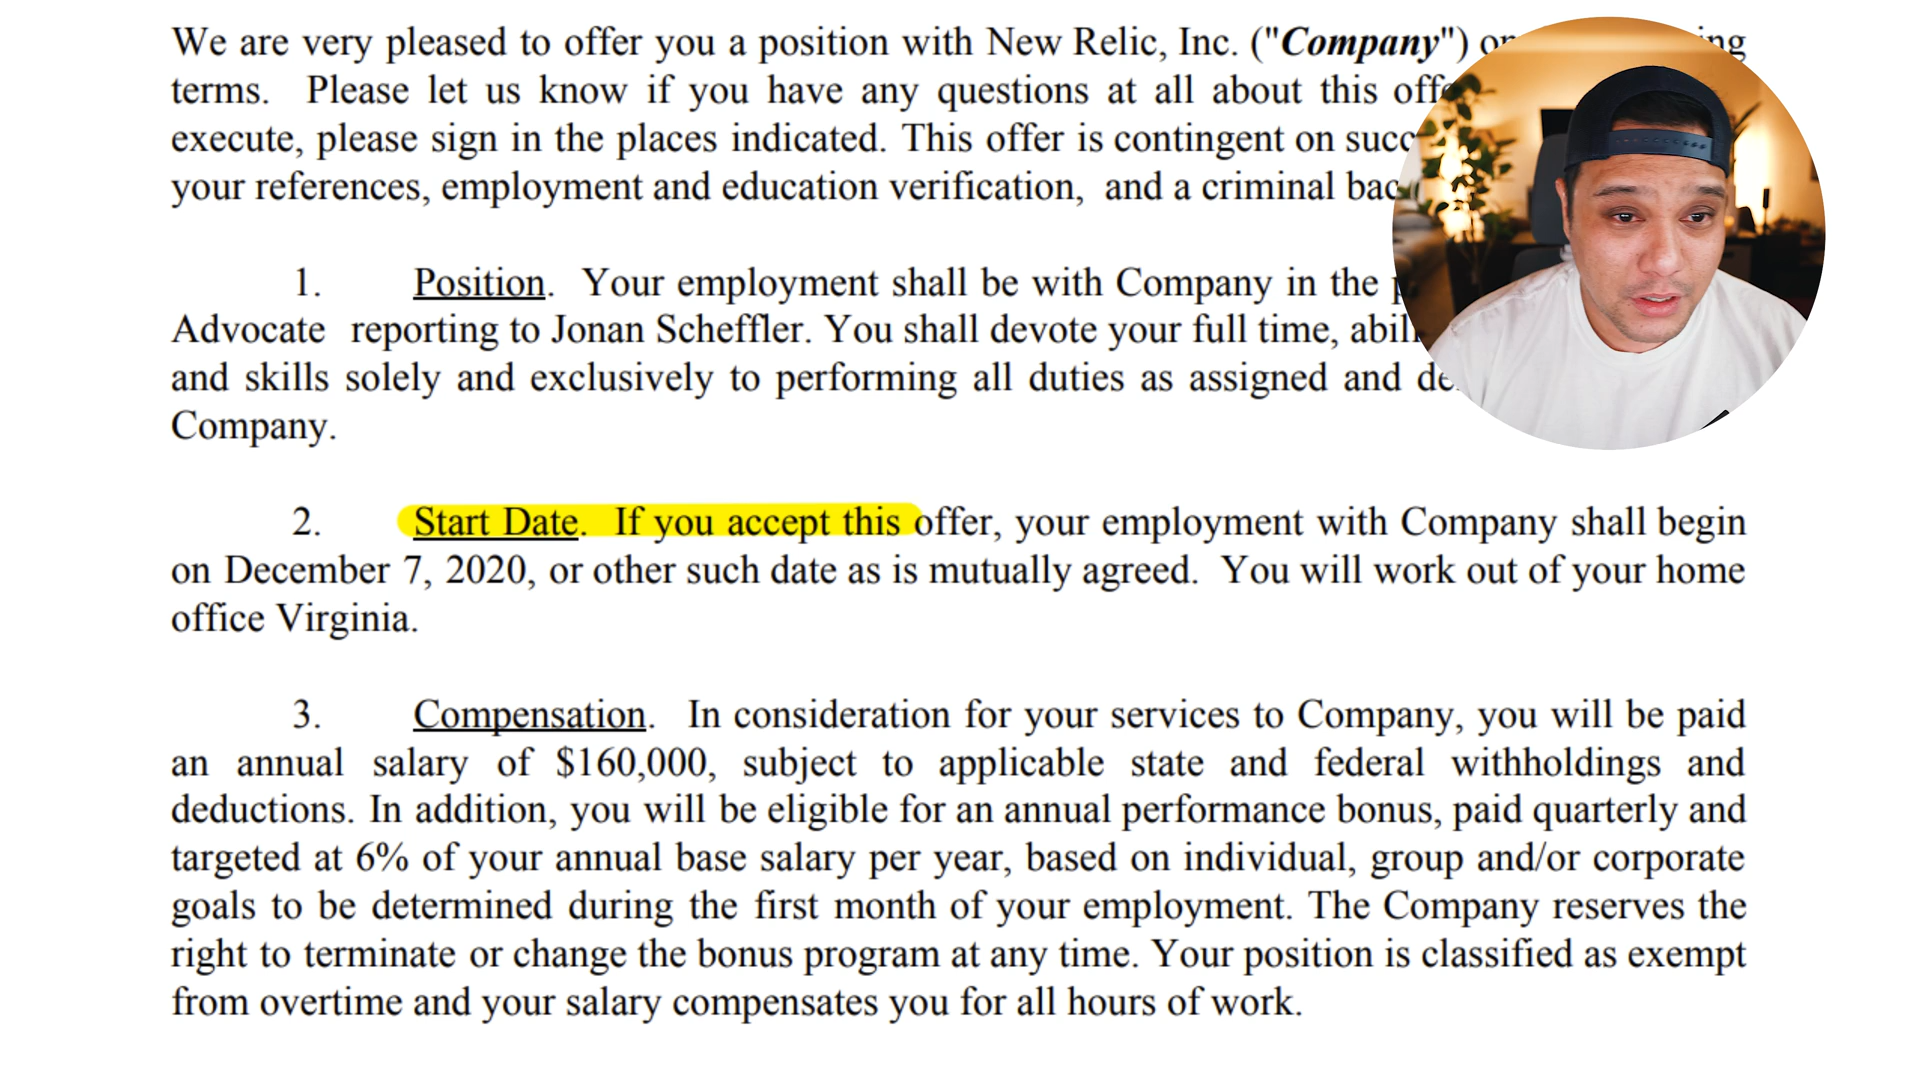 We are very pleased to offer you a position with New Relic, Inc. ("Company")
terms. Please let us know if you have any questions at all about this
execute, please sign in the places indicated. This offer is contingent on
your references, employment and education verification, and a criminal
1. Position. Your employment shall be with Company in the
Advocate reporting to Jonan Scheffler. You shall devote your full time,
and skills solely and exclusively to performing all duties as assigned and
Company.
2. Start Date. If you accept this offer, your employment with Company shall begin
on December 7, 2020, or other such date as is mutually agreed. You will work out of your home
office Virginia.
3. Compensation. In consideration for your services to Company, you will be paid
an annual salary of $160,000, subject to applicable state and federal withholdings and
deductions. In addition, you will be eligible for an annual performance bonus, paid quarterly and
targeted at 6% of your annual base salary per year, based on individual, group and/or corporate
goals to be determined during the first month of your employment. The Company reserves the
right to terminate or change the bonus program at any time. Your position is classified as exempt
from overtime and your salary compensates you for all hours of work.